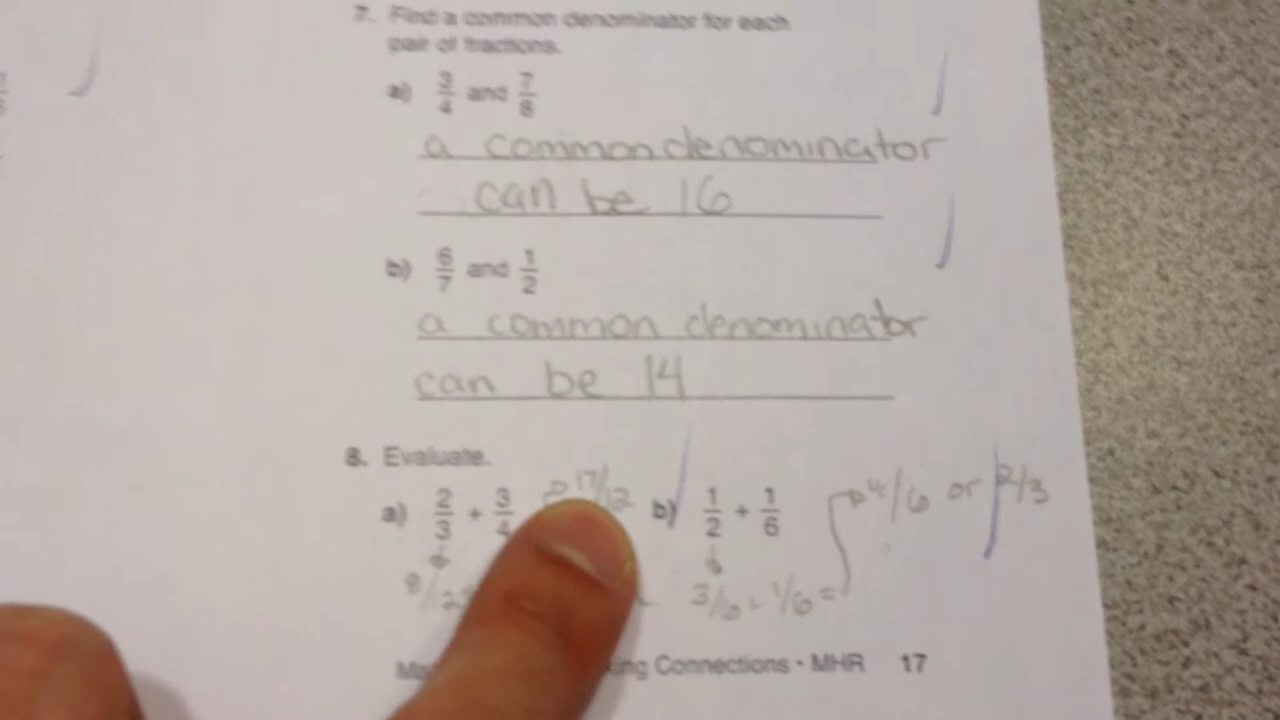 7. Find a common denominator for each
pair of fractions.
a) 3/4 and 7/8
a common denominator
can be 16
b) 6/7 and 1/2
a common denominator
can be 14
8. Evaluate.
a) 2/3 + 3/4 17/12 b) 1/2 + 1/6 4/6 or 2/3
3/6 + 1/6 =
ing Connections • MHR 17